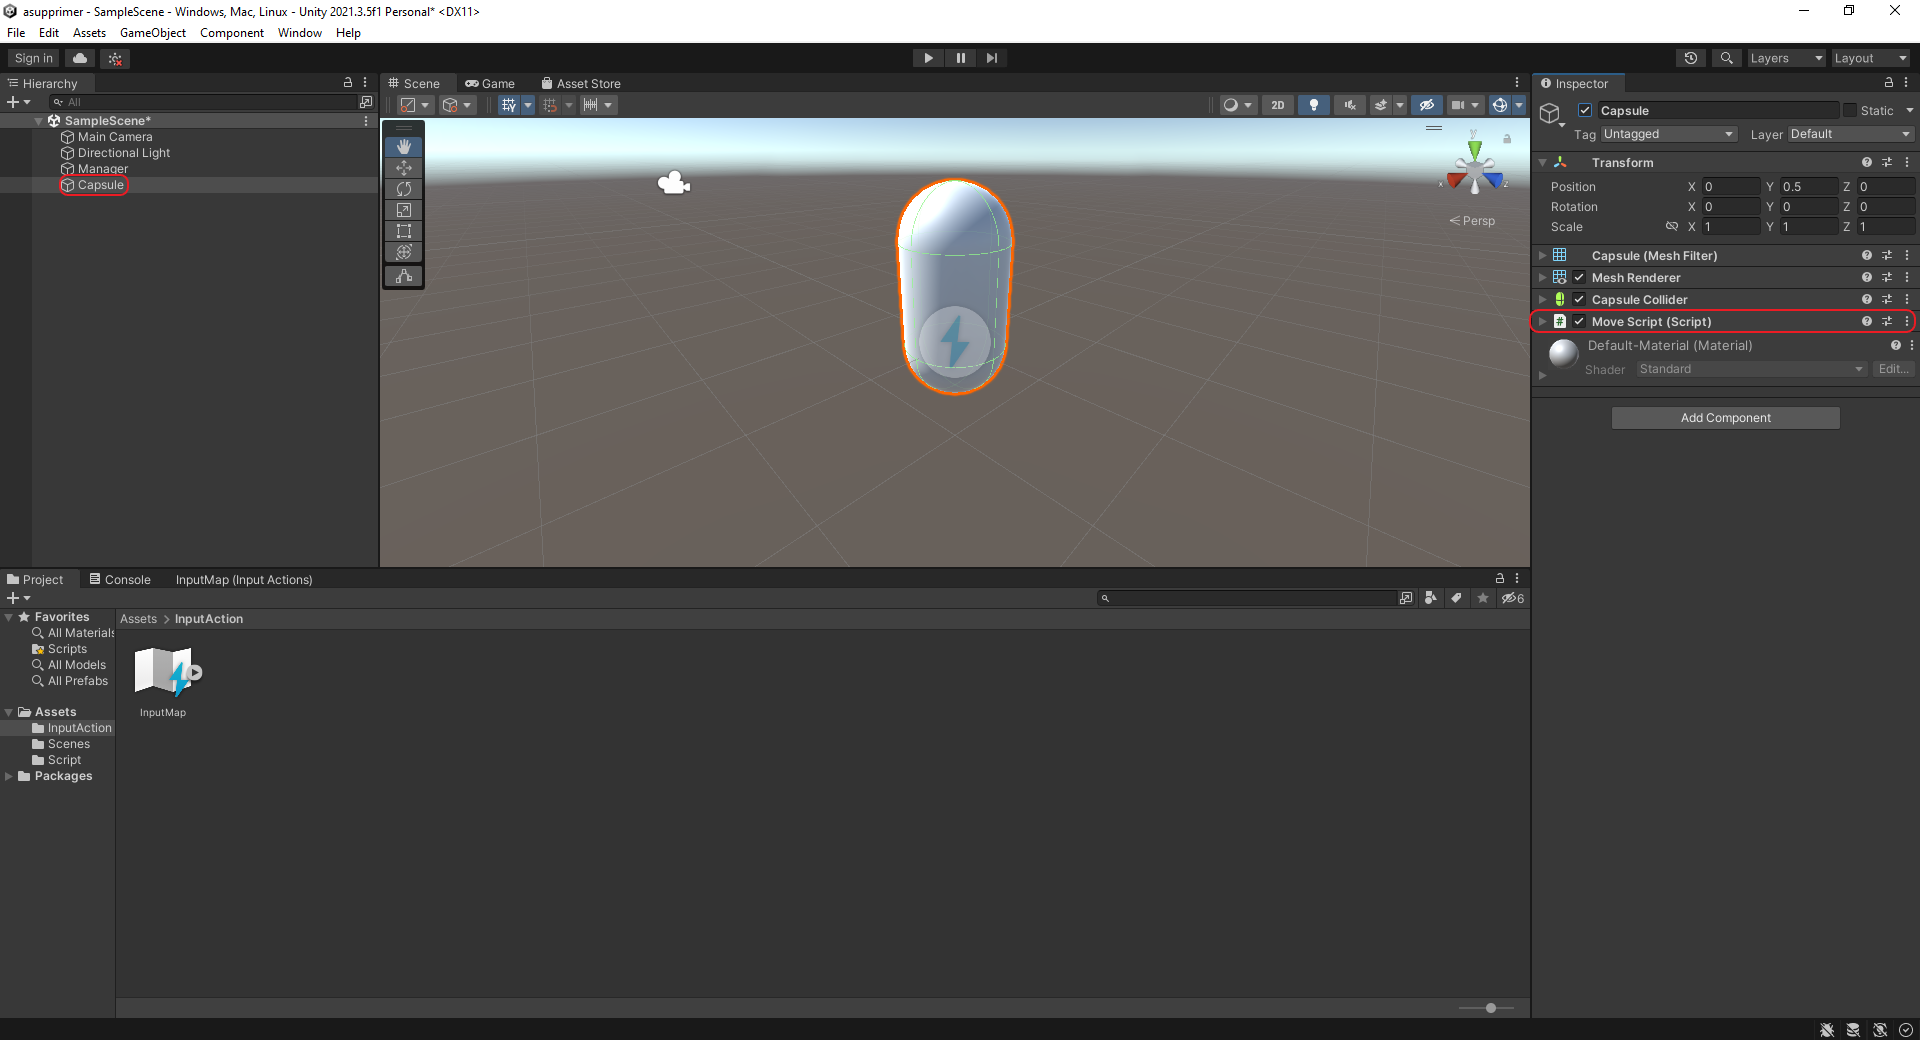 asupprimer - SampleScene - Windows, Mac, Linux - Unity 2021.3.5f1 Personal* <DX11>
File Edit Assets GameObject Component Window Help
Sign in
Layers
Layout
Hierarchy
All
SampleScene*
Main Camera
Directional Light
Manager
Capsule
Scene
Game
Asset Store
2D
y
x
z
Persp
Inspector
Capsule
Static
Tag Untagged
Layer Default
Transform
Position X 0 Y 0.5 Z 0
Rotation X 0 Y 0 Z 0
Scale X 1 Y 1 Z 1
Capsule (Mesh Filter)
Mesh Renderer
Capsule Collider
# Move Script (Script)
Default-Material (Material)
Shader Standard Edit...
Add Component
Project
Console
InputMap (Input Actions)
6
Favorites
All Materials
Scripts
All Models
All Prefabs
Assets
InputAction
Scenes
Script
Packages
Assets > InputAction
InputMap